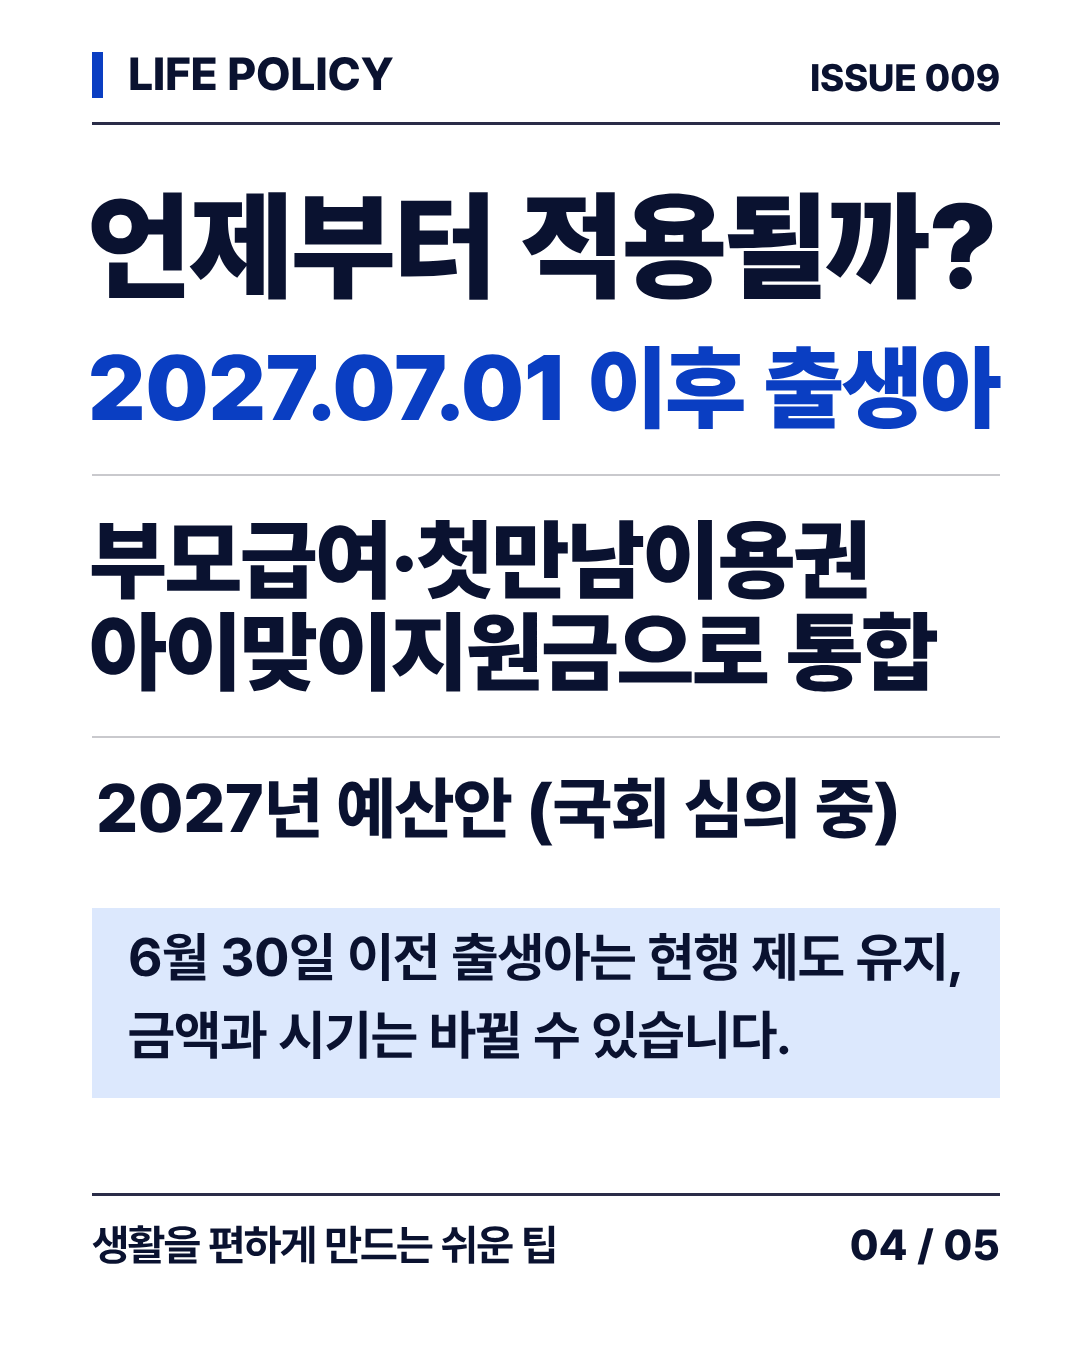 LIFE POLICY
ISSUE 009
언제부터 적용될까?
2027.07.01 이후 출생아
부모급여·첫만남이용권
아이맞이지원금으로 통합
2027년 예산안 (국회 심의 중)
6월 30일 이전 출생아는 현행 제도 유지,
금액과 시기는 바뀔 수 있습니다.
생활을 편하게 만드는 쉬운 팁
04 / 05